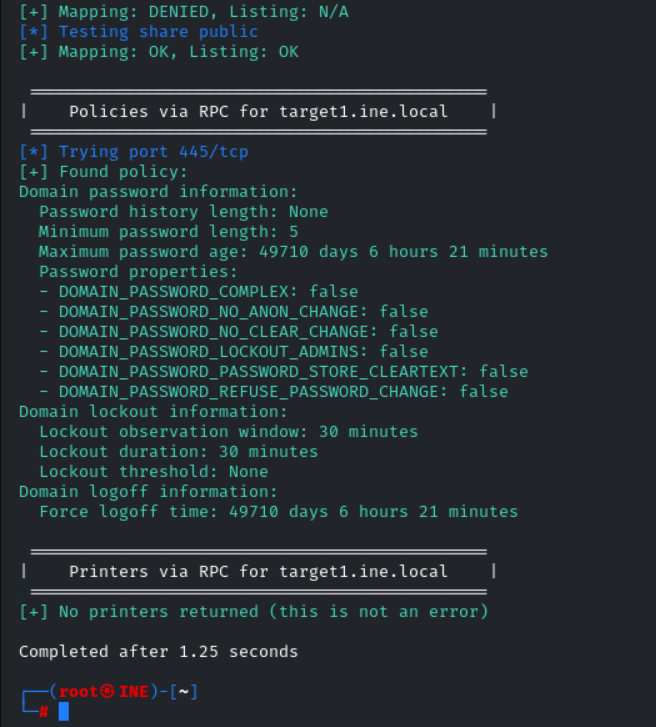 [+] Mapping: DENIED, Listing: N/A
[*] Testing share public
[+] Mapping: OK, Listing: OK
|    Policies via RPC for target1.ine.local    |
[*] Trying port 445/tcp
[+] Found policy:
Domain password information:
  Password history length: None
  Minimum password length: 5
  Maximum password age: 49710 days 6 hours 21 minutes
  Password properties:
  - DOMAIN_PASSWORD_COMPLEX: false
  - DOMAIN_PASSWORD_NO_ANON_CHANGE: false
  - DOMAIN_PASSWORD_NO_CLEAR_CHANGE: false
  - DOMAIN_PASSWORD_LOCKOUT_ADMINS: false
  - DOMAIN_PASSWORD_PASSWORD_STORE_CLEARTEXT: false
  - DOMAIN_PASSWORD_REFUSE_PASSWORD_CHANGE: false
Domain lockout information:
  Lockout observation window: 30 minutes
  Lockout duration: 30 minutes
  Lockout threshold: None
Domain logoff information:
  Force logoff time: 49710 days 6 hours 21 minutes
|    Printers via RPC for target1.ine.local    |
[+] No printers returned (this is not an error)
Completed after 1.25 seconds
┌──(root㉿INE)-[~]
└─#